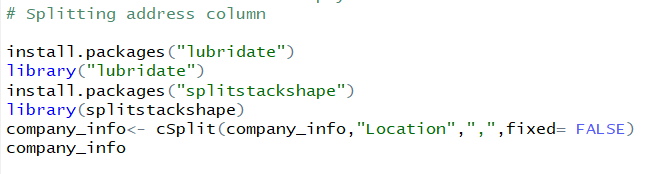 # Splitting address column
install.packages("lubridate")
library("lubridate")
install.packages("splitstackshape")
library(splitstackshape)
company_info<- cSplit(company_info,"Location",",",fixed= FALSE)
company_info